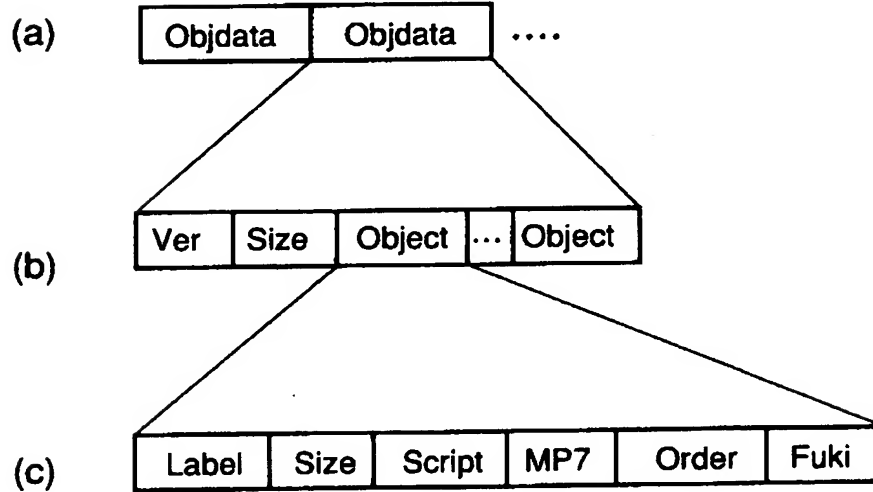 (a) Objdata Objdata ....
(b) Ver Size Object ... Object
(c) Label Size Script MP7 Order Fuki